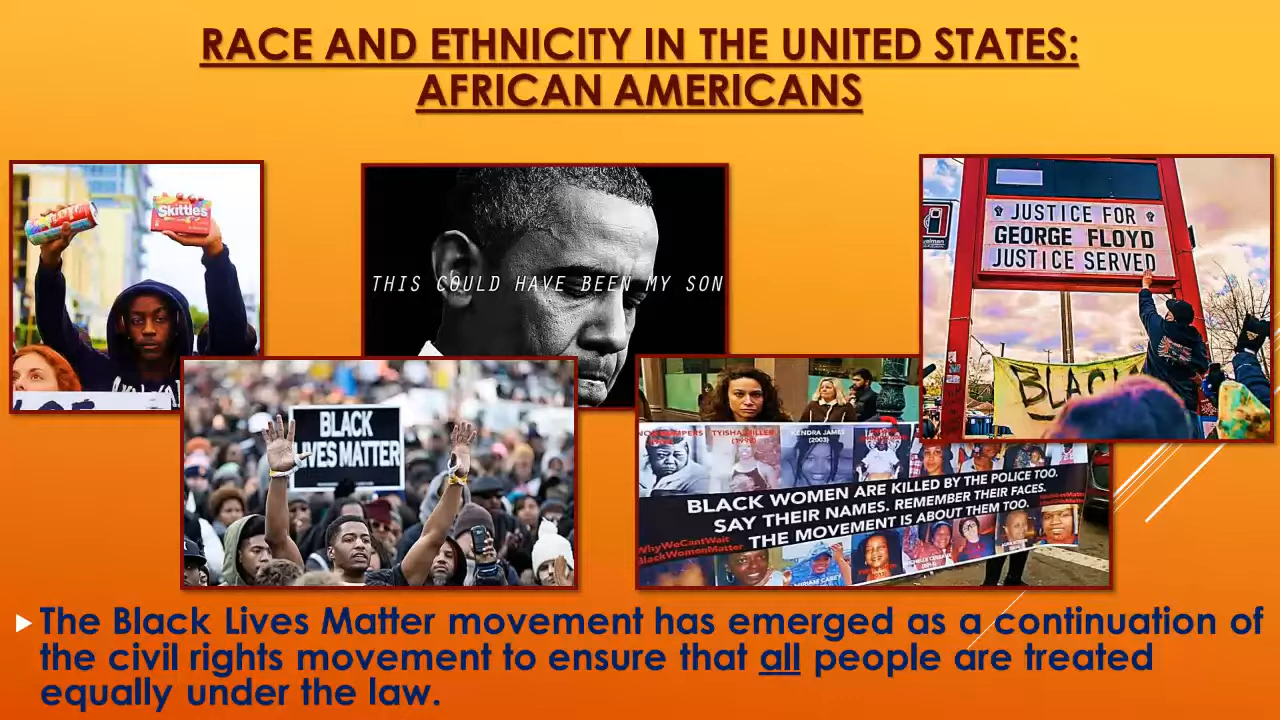 RACE AND ETHNICITY IN THE UNITED STATES:
AFRICAN AMERICANS
Skittles
THIS COULD HAVE BEEN MY SON
JUSTICE FOR
GEORGE FLOYD
JUSTICE SERVED
BLACK
LIVES MATTER
TYISHA MILLER
KENDRA JAMES
(2003)
BLACK WOMEN ARE KILLED BY THE POLICE TOO.
SAY THEIR NAMES. REMEMBER THEIR FACES.
THE MOVEMENT IS ABOUT THEM TOO.
#WhyWeCantWait
BlackWomenMatter
The Black Lives Matter movement has emerged as a continuation of
the civil rights movement to ensure that all people are treated
equally under the law.